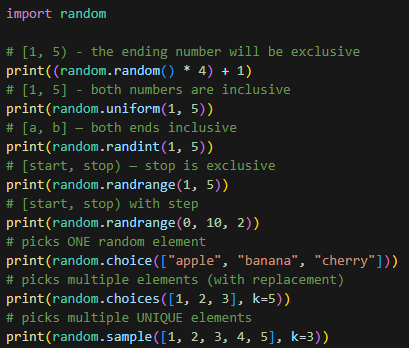 import random
# [1, 5) - the ending number will be exclusive
print((random.random() * 4) + 1)
# [1, 5] - both numbers are inclusive
print(random.uniform(1, 5))
# [a, b] — both ends inclusive
print(random.randint(1, 5))
# [start, stop) — stop is exclusive
print(random.randrange(1, 5))
# [start, stop) with step
print(random.randrange(0, 10, 2))
# picks ONE random element
print(random.choice(["apple", "banana", "cherry"]))
# picks multiple elements (with replacement)
print(random.choices([1, 2, 3], k=5))
# picks multiple UNIQUE elements
print(random.sample([1, 2, 3, 4, 5], k=3))